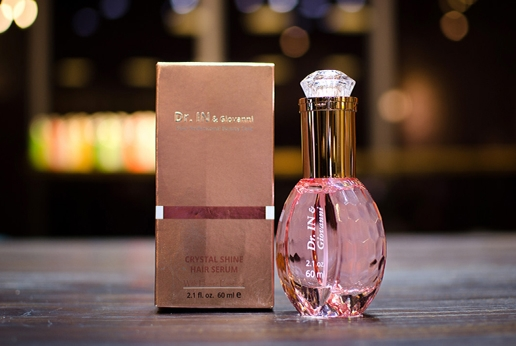 Dr. IN & Giovanni
CRYSTAL SHINE
HAIR SERUM
2.1 fl. oz. 60 ml e
Dr. IN &
Giovanni
2.1
60 m